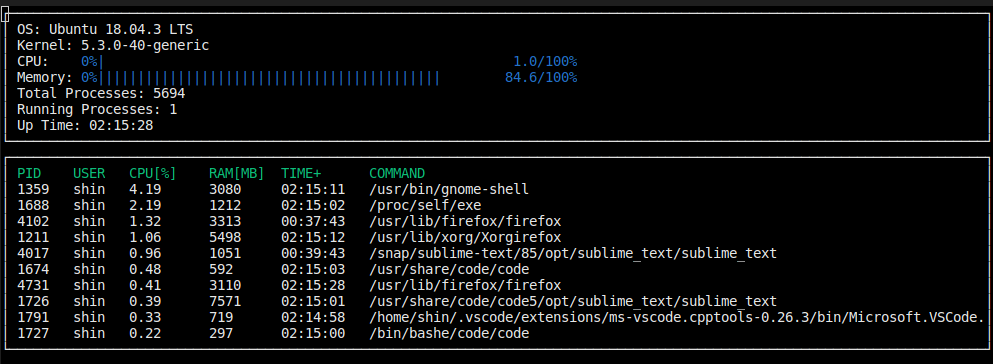 OS: Ubuntu 18.04.3 LTS
Kernel: 5.3.0-40-generic
CPU: 0%| 1.0/100%
Memory: 0%||||||||||||||||||||||||||||||||||||||||||| 84.6/100%
Total Processes: 5694
Running Processes: 1
Up Time: 02:15:28
PID USER CPU[%] RAM[MB] TIME+ COMMAND
1359 shin 4.19 3080 02:15:11 /usr/bin/gnome-shell
1688 shin 2.19 1212 02:15:02 /proc/self/exe
4102 shin 1.32 3313 00:37:43 /usr/lib/firefox/firefox
1211 shin 1.06 5498 02:15:12 /usr/lib/xorg/Xorgirefox
4017 shin 0.96 1051 00:39:43 /snap/sublime-text/85/opt/sublime_text/sublime_text
1674 shin 0.48 592 02:15:03 /usr/share/code/code
4731 shin 0.41 3110 02:15:28 /usr/lib/firefox/firefox
1726 shin 0.39 7571 02:15:01 /usr/share/code/code5/opt/sublime_text/sublime_text
1791 shin 0.33 719 02:14:58 /home/shin/.vscode/extensions/ms-vscode.cpptools-0.26.3/bin/Microsoft.VSCode.
1727 shin 0.22 297 02:15:00 /bin/bashe/code/code